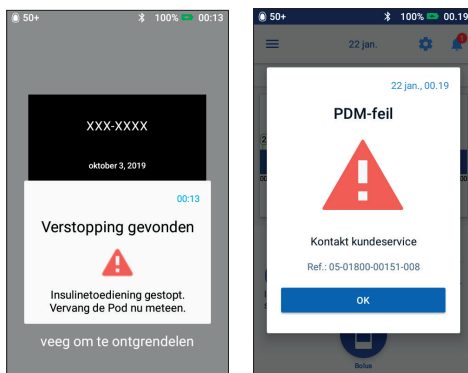 50+ 100% 00:13
XXX-XXXX
oktober 3, 2019
00:13
Verstopping gevonden
Insulinetoediening gestopt.
Vervang de Pod nu meteen.
veeg om te ontgrendelen
50+ 100% 00.19
22 jan. 1
22 jan., 00.19
PDM-feil
Kontakt kundeservice
Ref.: 05-01800-00151-008
OK
Bolus